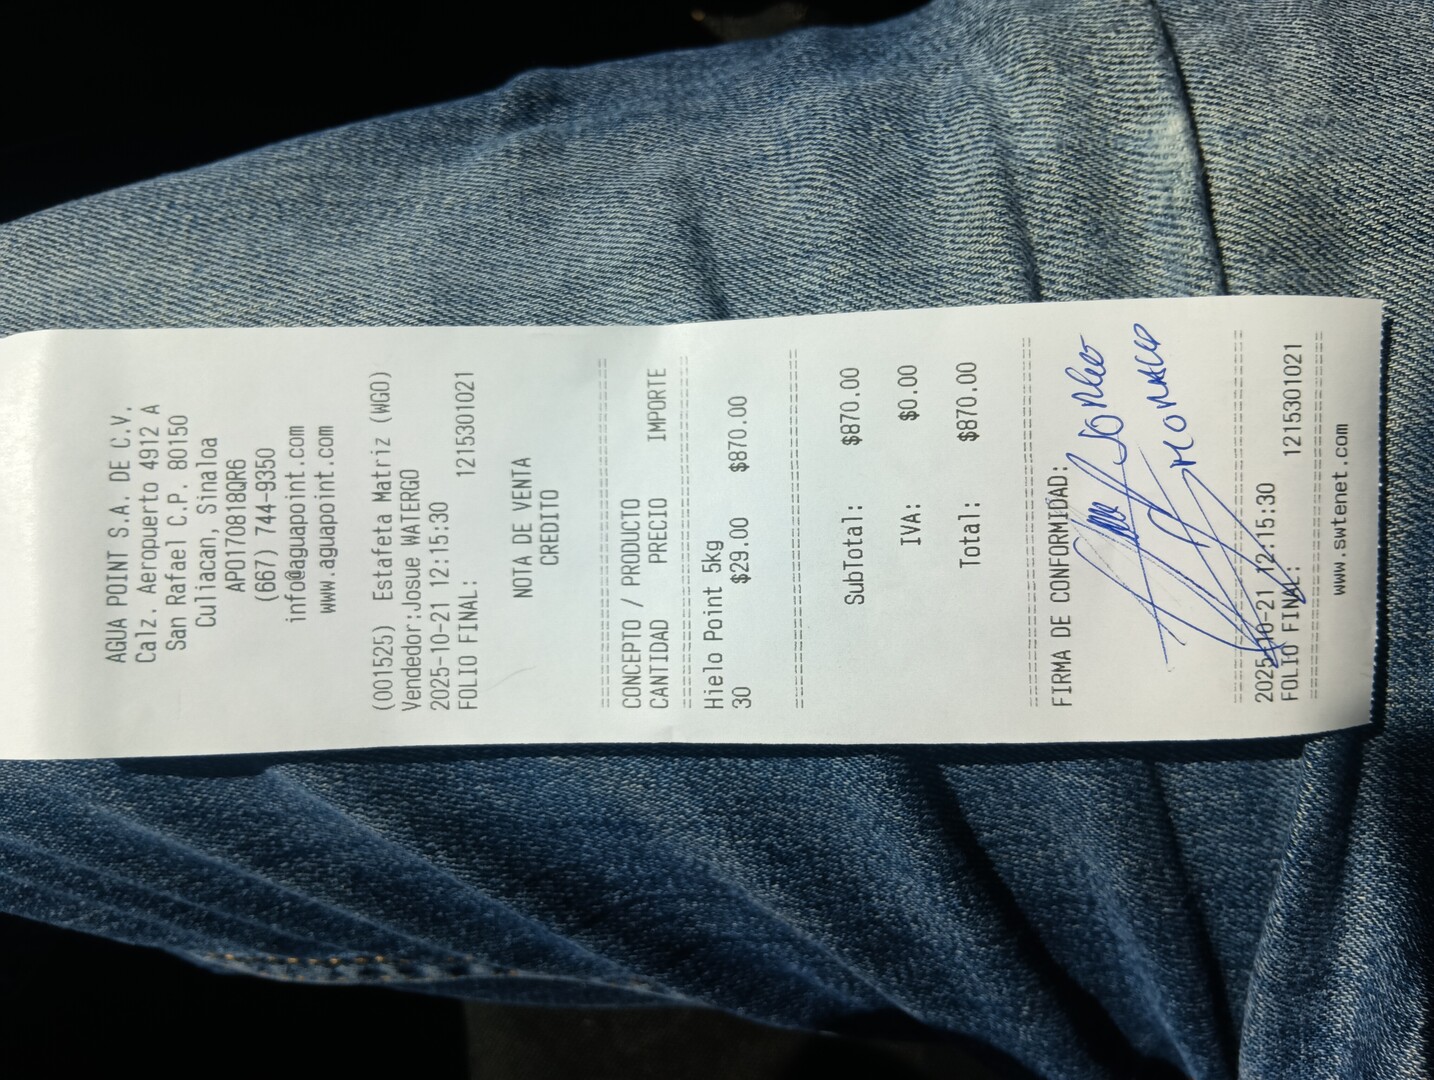 AGUA POINT S.A. DE C.V.
Calz. Aeropuerto 4912 A
San Rafael C.P. 80150
Culiacan, Sinaloa
APO170818QR6
(667) 744-9350
info@aguapoint.com
www.aguapoint.com
(001525) Estafeta Matriz (WGO)
Vendedor:Josue WATERGO
2025-10-21 12:15:30
FOLIO FINAL: 1215301021
NOTA DE VENTA
CREDITO
CONCEPTO / PRODUCTO
CANTIDAD PRECIO IMPORTE
Hielo Point 5kg
30 $29.00 $870.00
SubTotal: $870.00
IVA: $0.00
Total: $870.00
FIRMA DE CONFORMIDAD:
2025-10-21 12:15:30
FOLIO FINAL: 1215301021
www.swtenet.com